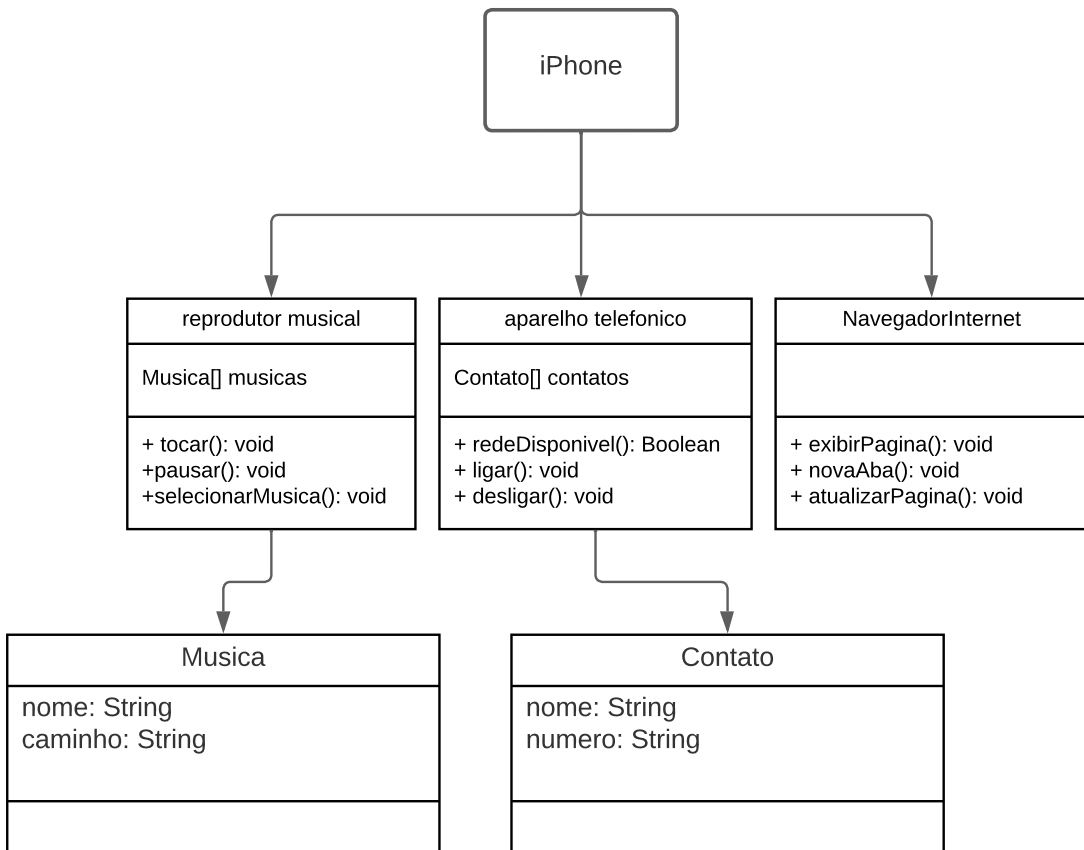 iPhone
reprodutor musical
Musica[] musicas
+ tocar(): void
+pausar(): void
+selecionarMusica(): void
aparelho telefonico
Contato[] contatos
+ redeDisponivel(): Boolean
+ ligar(): void
+ desligar(): void
NavegadorInternet
+ exibirPagina(): void
+ novaAba(): void
+ atualizarPagina(): void
Musica
nome: String
caminho: String
Contato
nome: String
numero: String